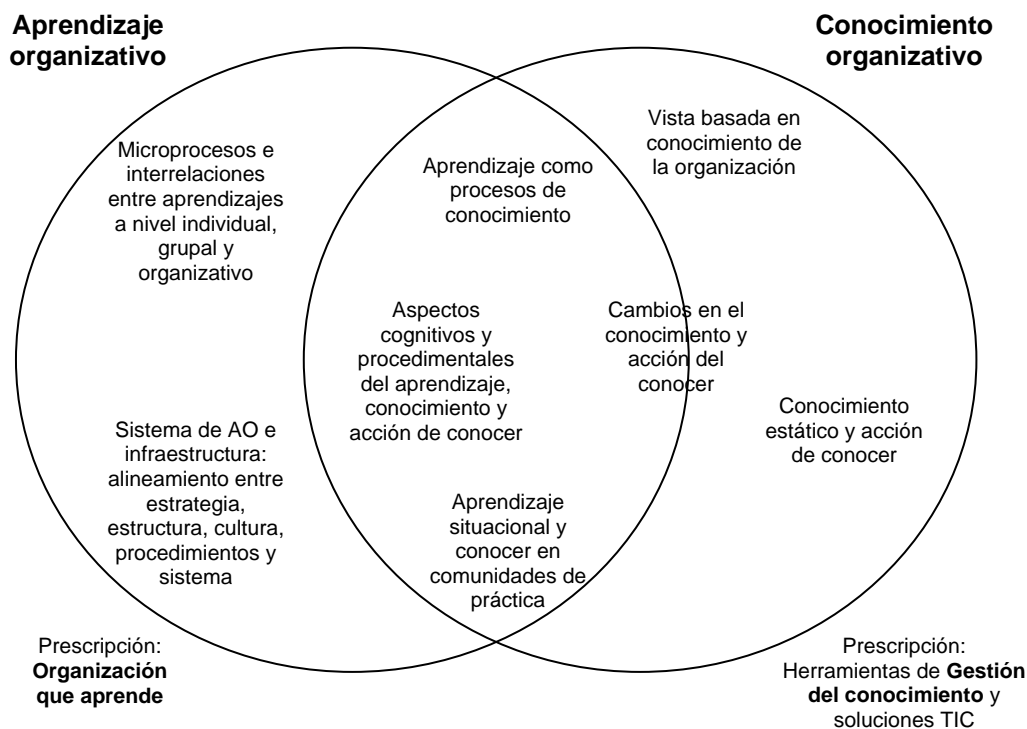 Aprendizaje
organizativo
Conocimiento
organizativo
Microprocesos e
interrelaciones
entre aprendizajes
a nivel individual,
grupal y
organizativo
Aprendizaje como
procesos de
conocimiento
Vista basada en
conocimiento de
la organización
Aspectos
cognitivos y
procedimentales
del aprendizaje,
conocimiento y
acción de conocer
Cambios en el
conocimiento y
acción del
conocer
Sistema de AO e
infraestructura:
alineamiento entre
estrategia,
estructura, cultura,
procedimientos y
sistema
Conocimiento
estático y acción
de conocer
Aprendizaje
situacional y
conocer en
comunidades de
práctica
Prescripción:
Organización
que aprende
Prescripción:
Herramientas de Gestión
del conocimiento y
soluciones TIC